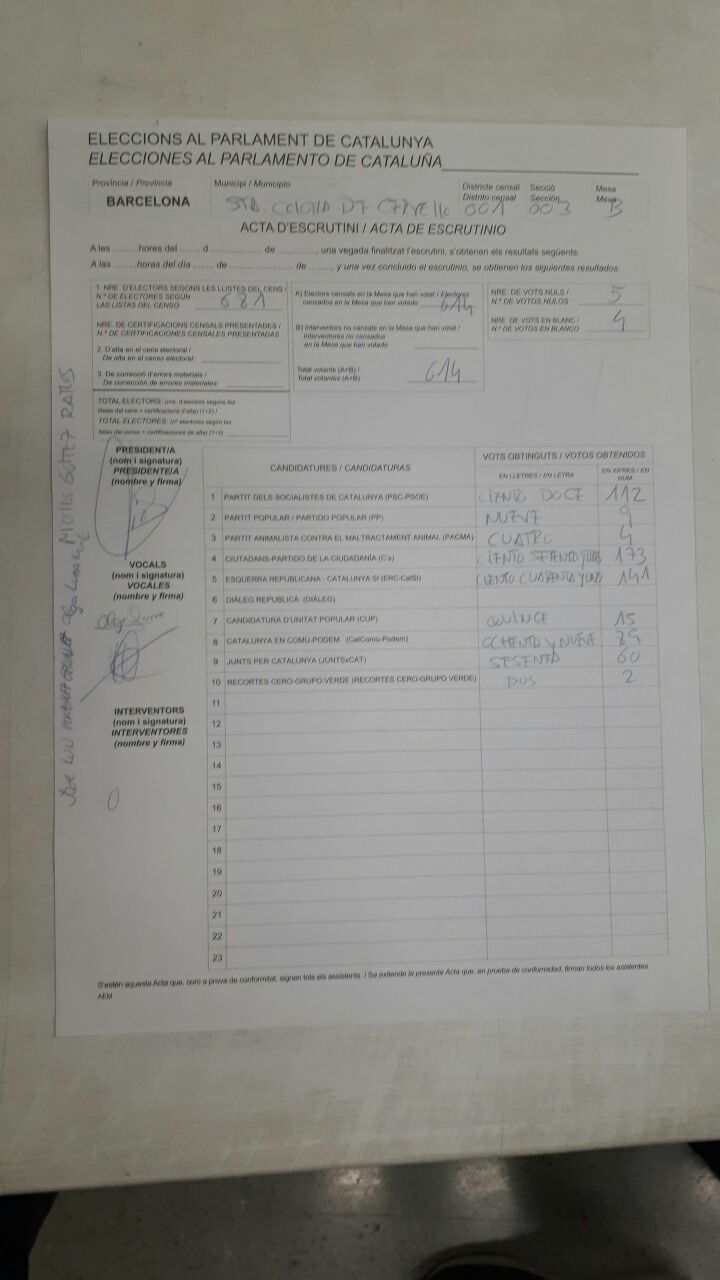 ELECCIONS AL PARLAMENT DE CATALUNYA
ELECCIONES AL PARLAMENTO DE CATALUÑA
Província / Provincia
Municipi / Municipio
Districte censal Secció Mesa
Distrito censal Sección Mesa
BARCELONA STA. COLOMA DE CERVELLO 001 003 B
ACTA D'ESCRUTINI / ACTA DE ESCRUTINIO
A les ......... hores del ....... d ..................... de ............, una vegada finalitzat l'escrutini, s'obtenen els resultats següents:
A las ......... horas del día ....... de ..................... de ........, y una vez concluido el escrutinio, se obtienen los siguientes resultados:
1. NRE. D'ELECTORS SEGONS LES LLISTES DEL CENS /
N.º DE ELECTORES SEGÚN
LAS LISTAS DEL CENSO 681
NRE. DE CERTIFICACIONS CENSALS PRESENTADES /
N.º DE CERTIFICACIONES CENSALES PRESENTADAS
2. D'alta en el cens electoral /
De alta en el censo electoral:
3. De correcció d'errors materials /
De corrección de errores materiales:
TOTAL ELECTORS: (nre. d'electors segons les
llistes del cens + certificacions d'alta) (1+2) /
TOTAL ELECTORES: (nº electores según las
listas del censo + certificaciones de alta) (1+2)
A) Electors censats en la Mesa que han votat / Electores
censados en la Mesa que han votado 614
B) Interventors no censats en la Mesa que han votat /
Interventores no censados
en la Mesa que han votado
Total votants (A+B) /
Total votantes (A+B) 614
NRE. DE VOTS NULS /
N.º DE VOTOS NULOS 5
NRE. DE VOTS EN BLANC /
N.º DE VOTOS EN BLANCO 4
PRESIDENT/A
(nom i signatura)
PRESIDENTE/A
(nombre y firma)
VOCALS
(nom i signatura)
VOCALES
(nombre y firma)
INTERVENTORS
(nom i signatura)
INTERVENTORES
(nombre y firma)
0
CANDIDATURES / CANDIDATURAS
VOTS OBTINGUTS / VOTOS OBTENIDOS
EN LLETRES / EN LETRA EN XIFRES / EN NÚM
1 PARTIT DELS SOCIALISTES DE CATALUNYA (PSC-PSOE) CIENTO DOCE 112
2 PARTIT POPULAR / PARTIDO POPULAR (PP) NUEVE 9
3 PARTIT ANIMALISTA CONTRA EL MALTRACTAMENT ANIMAL (PACMA) CUATRO 4
4 CIUTADANS-PARTIDO DE LA CIUDADANÍA (C's) CIENTO SETENTA Y TRES 173
5 ESQUERRA REPUBLICANA - CATALUNYA SÍ (ERC-CatSí) CIENTO CUARENTA Y UNO 141
6 DIÀLEG REPUBLICÀ (DIÀLEG)
7 CANDIDATURA D'UNITAT POPULAR (CUP) QUINCE 15
8 CATALUNYA EN COMÚ-PODEM (CatComú-Podem) OCHENTA Y NUEVE 89
9 JUNTS PER CATALUNYA (JUNTSxCAT) SESENTA 60
10 RECORTES CERO-GRUPO VERDE (RECORTES CERO-GRUPO VERDE) DOS 2
11
12
13
14
15
16
17
18
19
20
21
22
23
S'estén aquesta Acta que, com a prova de conformitat, signen tots els assistents. / Se extiende la presente Acta que, en prueba de conformidad, firman todos los asistentes.
AEM